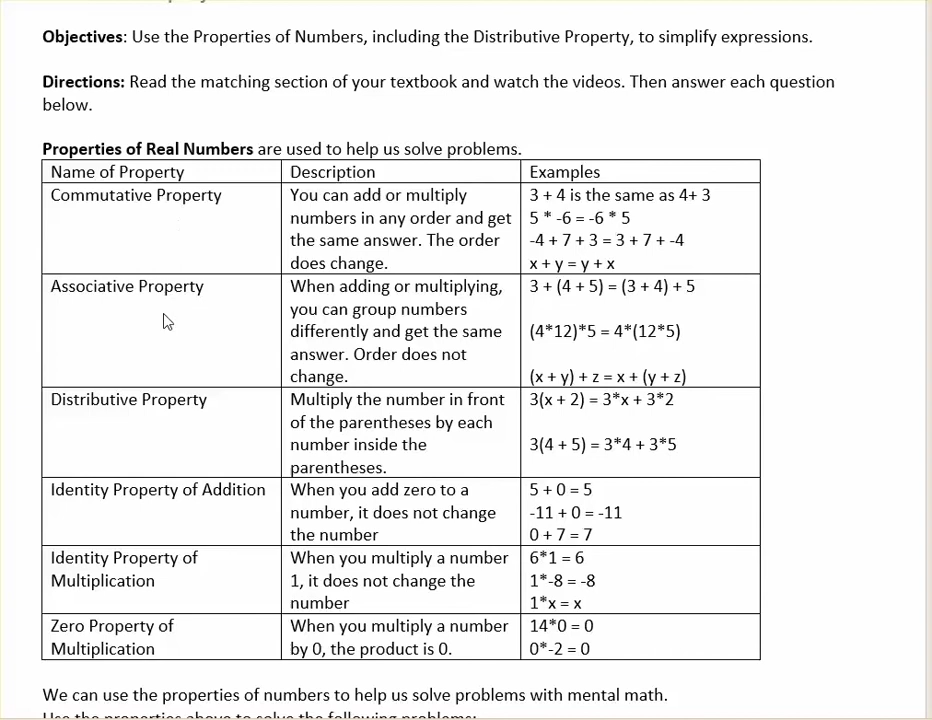 Objectives: Use the Properties of Numbers, including the Distributive Property, to simplify expressions.
Directions: Read the matching section of your textbook and watch the videos. Then answer each question
below.
Properties of Real Numbers are used to help us solve problems.
Name of Property
Description
Examples
Commutative Property
You can add or multiply
numbers in any order and get
the same answer. The order
does change.
3 + 4 is the same as 4+ 3
5 * -6 = -6 * 5
-4 + 7 + 3 = 3 + 7 + -4
x + y = y + x
Associative Property
When adding or multiplying,
you can group numbers
differently and get the same
answer. Order does not
change.
3 + (4 + 5) = (3 + 4) + 5
(4*12)*5 = 4*(12*5)
(x + y) + z = x + (y + z)
Distributive Property
Multiply the number in front
of the parentheses by each
number inside the
parentheses.
3(x + 2) = 3*x + 3*2
3(4 + 5) = 3*4 + 3*5
Identity Property of Addition
When you add zero to a
number, it does not change
the number
5 + 0 = 5
-11 + 0 = -11
0 + 7 = 7
Identity Property of
Multiplication
When you multiply a number
1, it does not change the
number
6*1 = 6
1*-8 = -8
1*x = x
Zero Property of
Multiplication
When you multiply a number
by 0, the product is 0.
14*0 = 0
0*-2 = 0
We can use the properties of numbers to help us solve problems with mental math.
Use the properties above to solve the following problems: